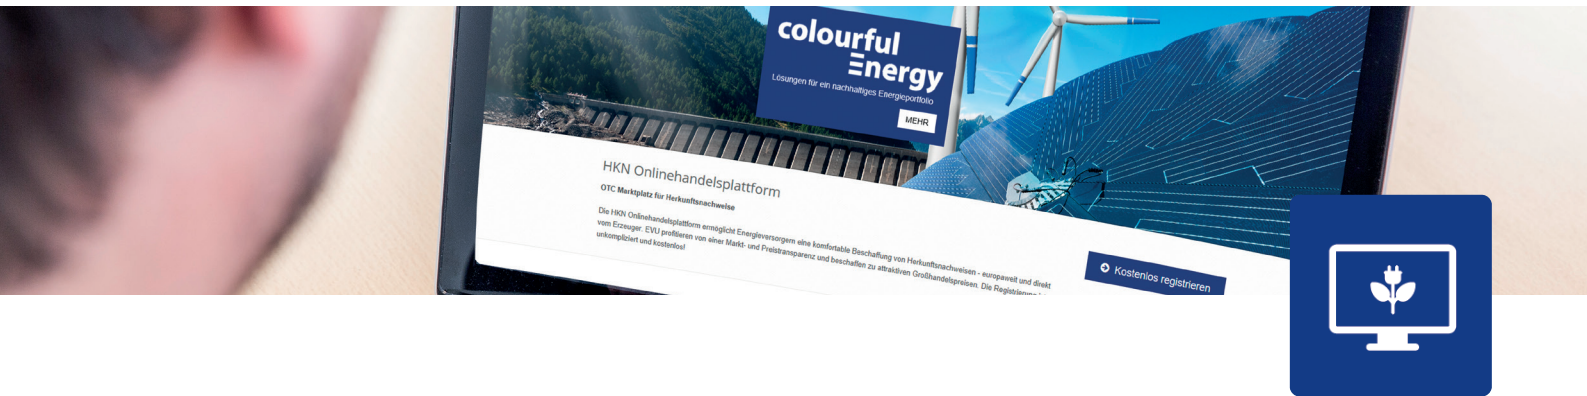 colourful
Energy
Lösungen für ein nachhaltiges Energieportfolio
MEHR
HKN Onlinehandelsplattform
OTC Marktplatz für Herkunftsnachweise
Die HKN Onlinehandelsplattform ermöglicht Energieversorgern eine komfortable Beschaffung von Herkunftsnachweisen - europaweit und direkt
vom Erzeuger. EVU profitieren von einer Markt- und Preistransparenz und beschaffen zu attraktiven Großhandelspreisen. Die Registrierung
unkompliziert und kostenlos!
Kostenlos registrieren